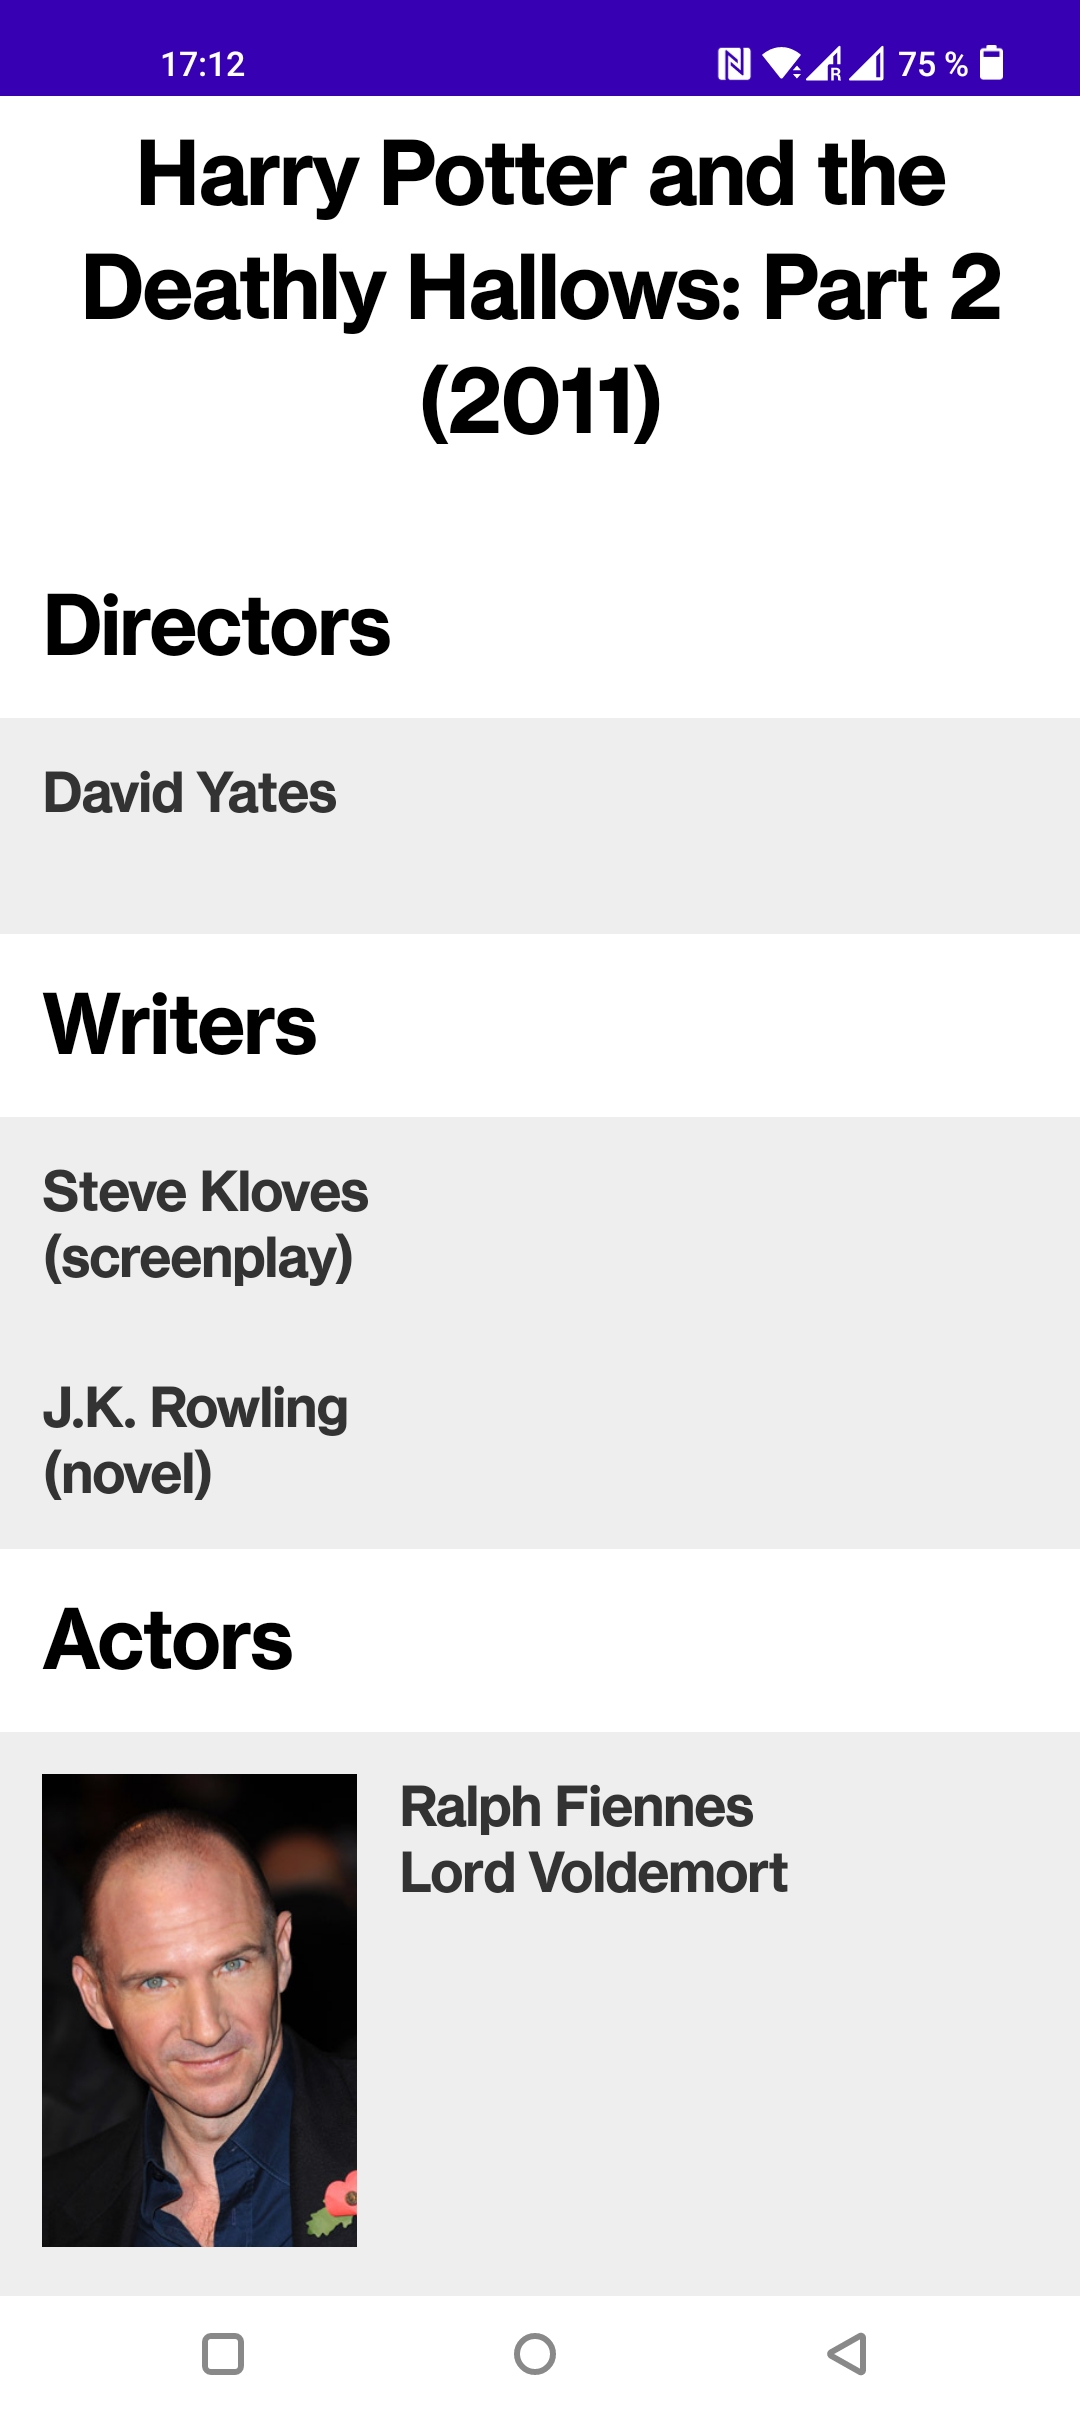 17:12
75 %
Harry Potter and the
Deathly Hallows: Part 2
(2011)
Directors
David Yates
Writers
Steve Kloves
(screenplay)
J.K. Rowling
(novel)
Actors
Ralph Fiennes
Lord Voldemort